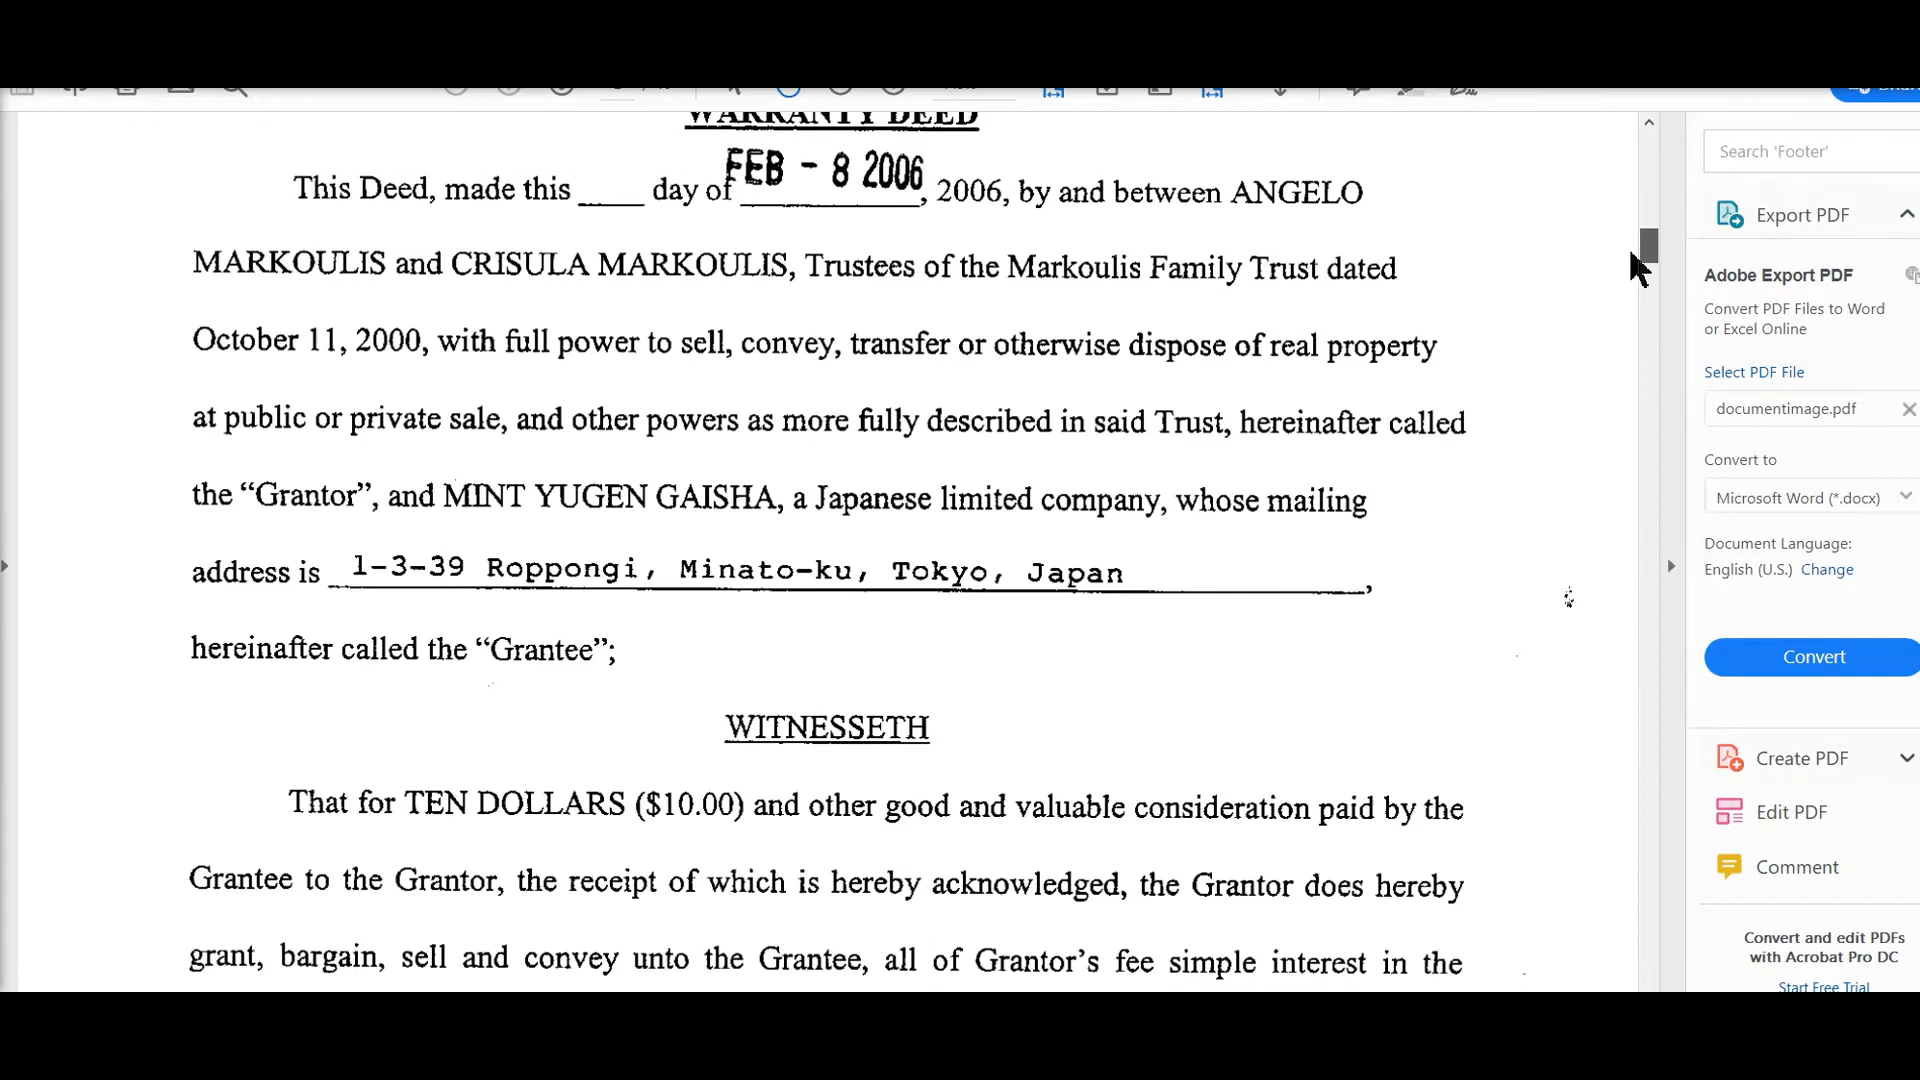 WARRANTY DEED
FEB - 8 2006
This Deed, made this ____ day of ____________, 2006, by and between ANGELO
MARKOULIS and CRISULA MARKOULIS, Trustees of the Markoulis Family Trust dated
October 11, 2000, with full power to sell, convey, transfer or otherwise dispose of real property
at public or private sale, and other powers as more fully described in said Trust, hereinafter called
the “Grantor”, and MINT YUGEN GAISHA, a Japanese limited company, whose mailing
address is 1-3-39 Roppongi, Minato-ku, Tokyo, Japan,
hereinafter called the “Grantee”;
WITNESSETH
That for TEN DOLLARS ($10.00) and other good and valuable consideration paid by the
Grantee to the Grantor, the receipt of which is hereby acknowledged, the Grantor does hereby
grant, bargain, sell and convey unto the Grantee, all of Grantor’s fee simple interest in the
Search 'Footer'
Export PDF
Adobe Export PDF
Convert PDF Files to Word
or Excel Online
Select PDF File
documentimage.pdf
Convert to
Microsoft Word (*.docx)
Document Language:
English (U.S.) Change
Convert
Create PDF
Edit PDF
Comment
Convert and edit PDFs
with Acrobat Pro DC
Start Free Trial